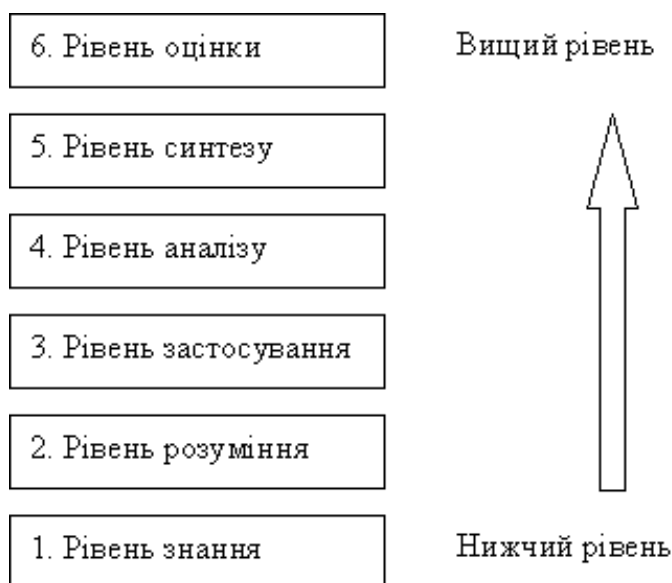 6. Рівень оцінки
Вищий рівень
5. Рівень синтезу
4. Рівень аналізу
3. Рівень застосування
2. Рівень розуміння
1. Рівень знання
Нижчий рівень